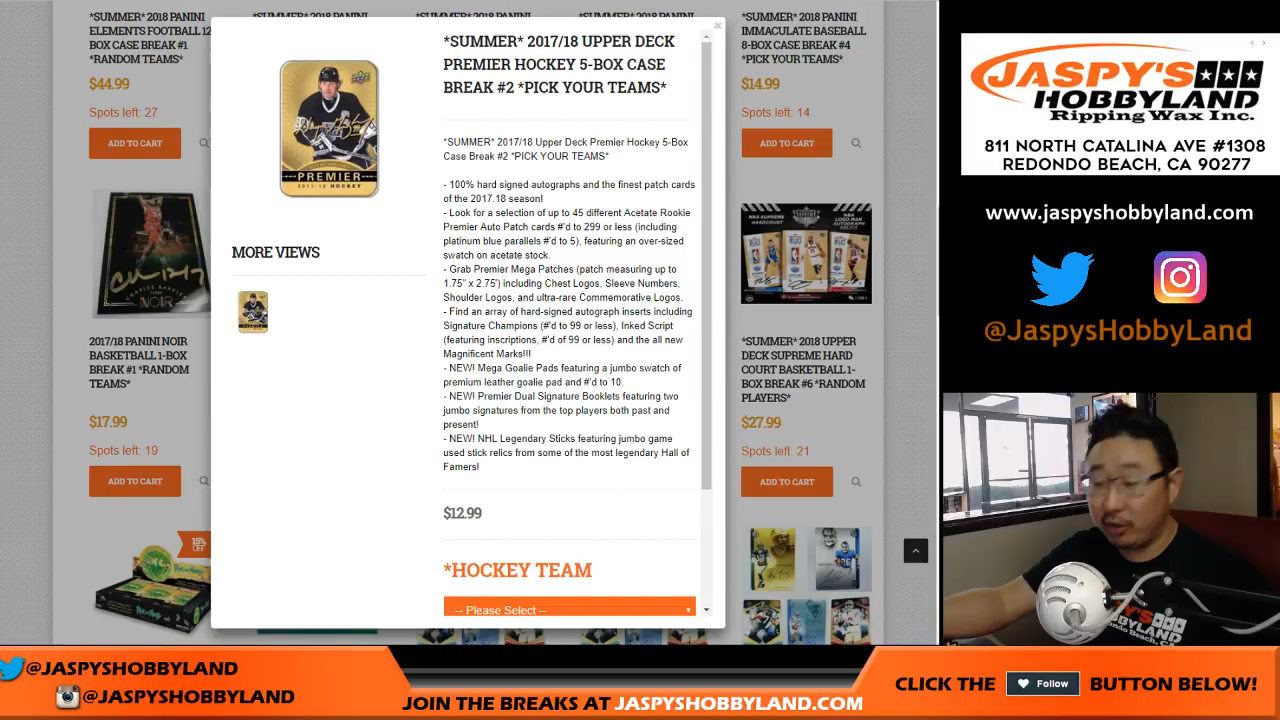 *SUMMER* 2018 PANINI
ELEMENTS FOOTBALL 12
BOX CASE BREAK #1
*RANDOM TEAMS*
$44.99
Spots left: 27
ADD TO CART
2017/18 PANINI NOIR
BASKETBALL 1-BOX
BREAK #1 *RANDOM
TEAMS*
$17.99
Spots left: 19
ADD TO CART
*SUMMER* 2017/18 UPPER DECK
PREMIER HOCKEY 5-BOX CASE
BREAK #2 *PICK YOUR TEAMS*
PREMIER
2017-18 HOCKEY
MORE VIEWS
*SUMMER* 2017/18 Upper Deck Premier Hockey 5-Box
Case Break #2 *PICK YOUR TEAMS*
- 100% hard signed autographs and the finest patch cards
of the 2017.18 season!
- Look for a selection of up to 45 different Acetate Rookie
Premier Auto Patch cards #'d to 299 or less (including
platinum blue parallels #'d to 5), featuring an over-sized
swatch on acetate stock.
- Grab Premier Mega Patches (patch measuring up to
1.75" x 2.75') including Chest Logos, Sleeve Numbers,
Shoulder Logos, and ultra-rare Commemorative Logos.
- Find an array of hard-signed autograph inserts including
Signature Champions (#'d to 99 or less), Inked Script
(featuring inscriptions, #'d of 99 or less) and the all new
Magnificent Marks!!!
- NEW! Mega Goalie Pads featuring a jumbo swatch of
premium leather goalie pad and #'d to 10.
- NEW! Premier Dual Signature Booklets featuring two
jumbo signatures from the top players both past and
present!
- NEW! NHL Legendary Sticks featuring jumbo game
used stick relics from some of the most legendary Hall of
Famers!
$12.99
*HOCKEY TEAM
-- Please Select --
*SUMMER* 2018 PANINI
IMMACULATE BASEBALL
8-BOX CASE BREAK #4
*PICK YOUR TEAMS*
$14.99
Spots left: 14
ADD TO CART
*SUMMER* 2018 UPPER
DECK SUPREME HARD
COURT BASKETBALL 1-
BOX BREAK #6 *RANDOM
PLAYERS*
$27.99
Spots left: 21
ADD TO CART
JASPY'S
HOBBYLAND
Ripping Wax Inc.
811 NORTH CATALINA AVE #1308
REDONDO BEACH, CA 90277
www.jaspyshobbyland.com
@JaspysHobbyLand
@JASPYSHOBBYLAND
@JASPYSHOBBYLAND
JOIN THE BREAKS AT JASPYSHOBBYLAND.COM
CLICK THE Follow BUTTON BELOW!